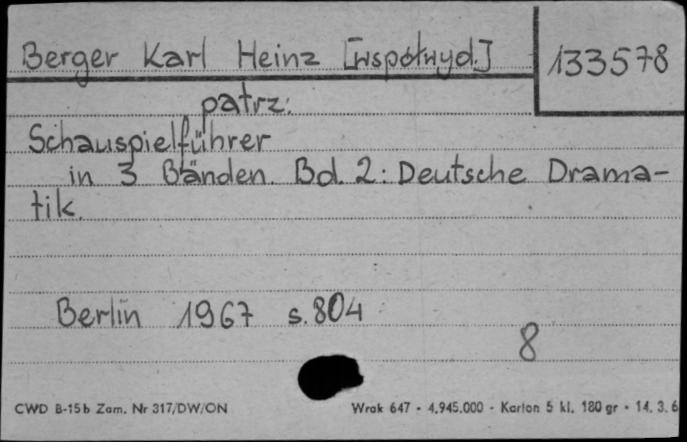 Berger Karl Heinz [współwyd.]
133578
patrz:
Schauspielführer
in 3 Bänden. Bd. 2: Deutsche Drama-
tik.
Berlin 1967 s. 804
8
CWD B-15b Zam. Nr 317/DW/ON
Wrak 647 - 4.945.000 - Karton 5 kl. 180 gr - 14. 3. 6